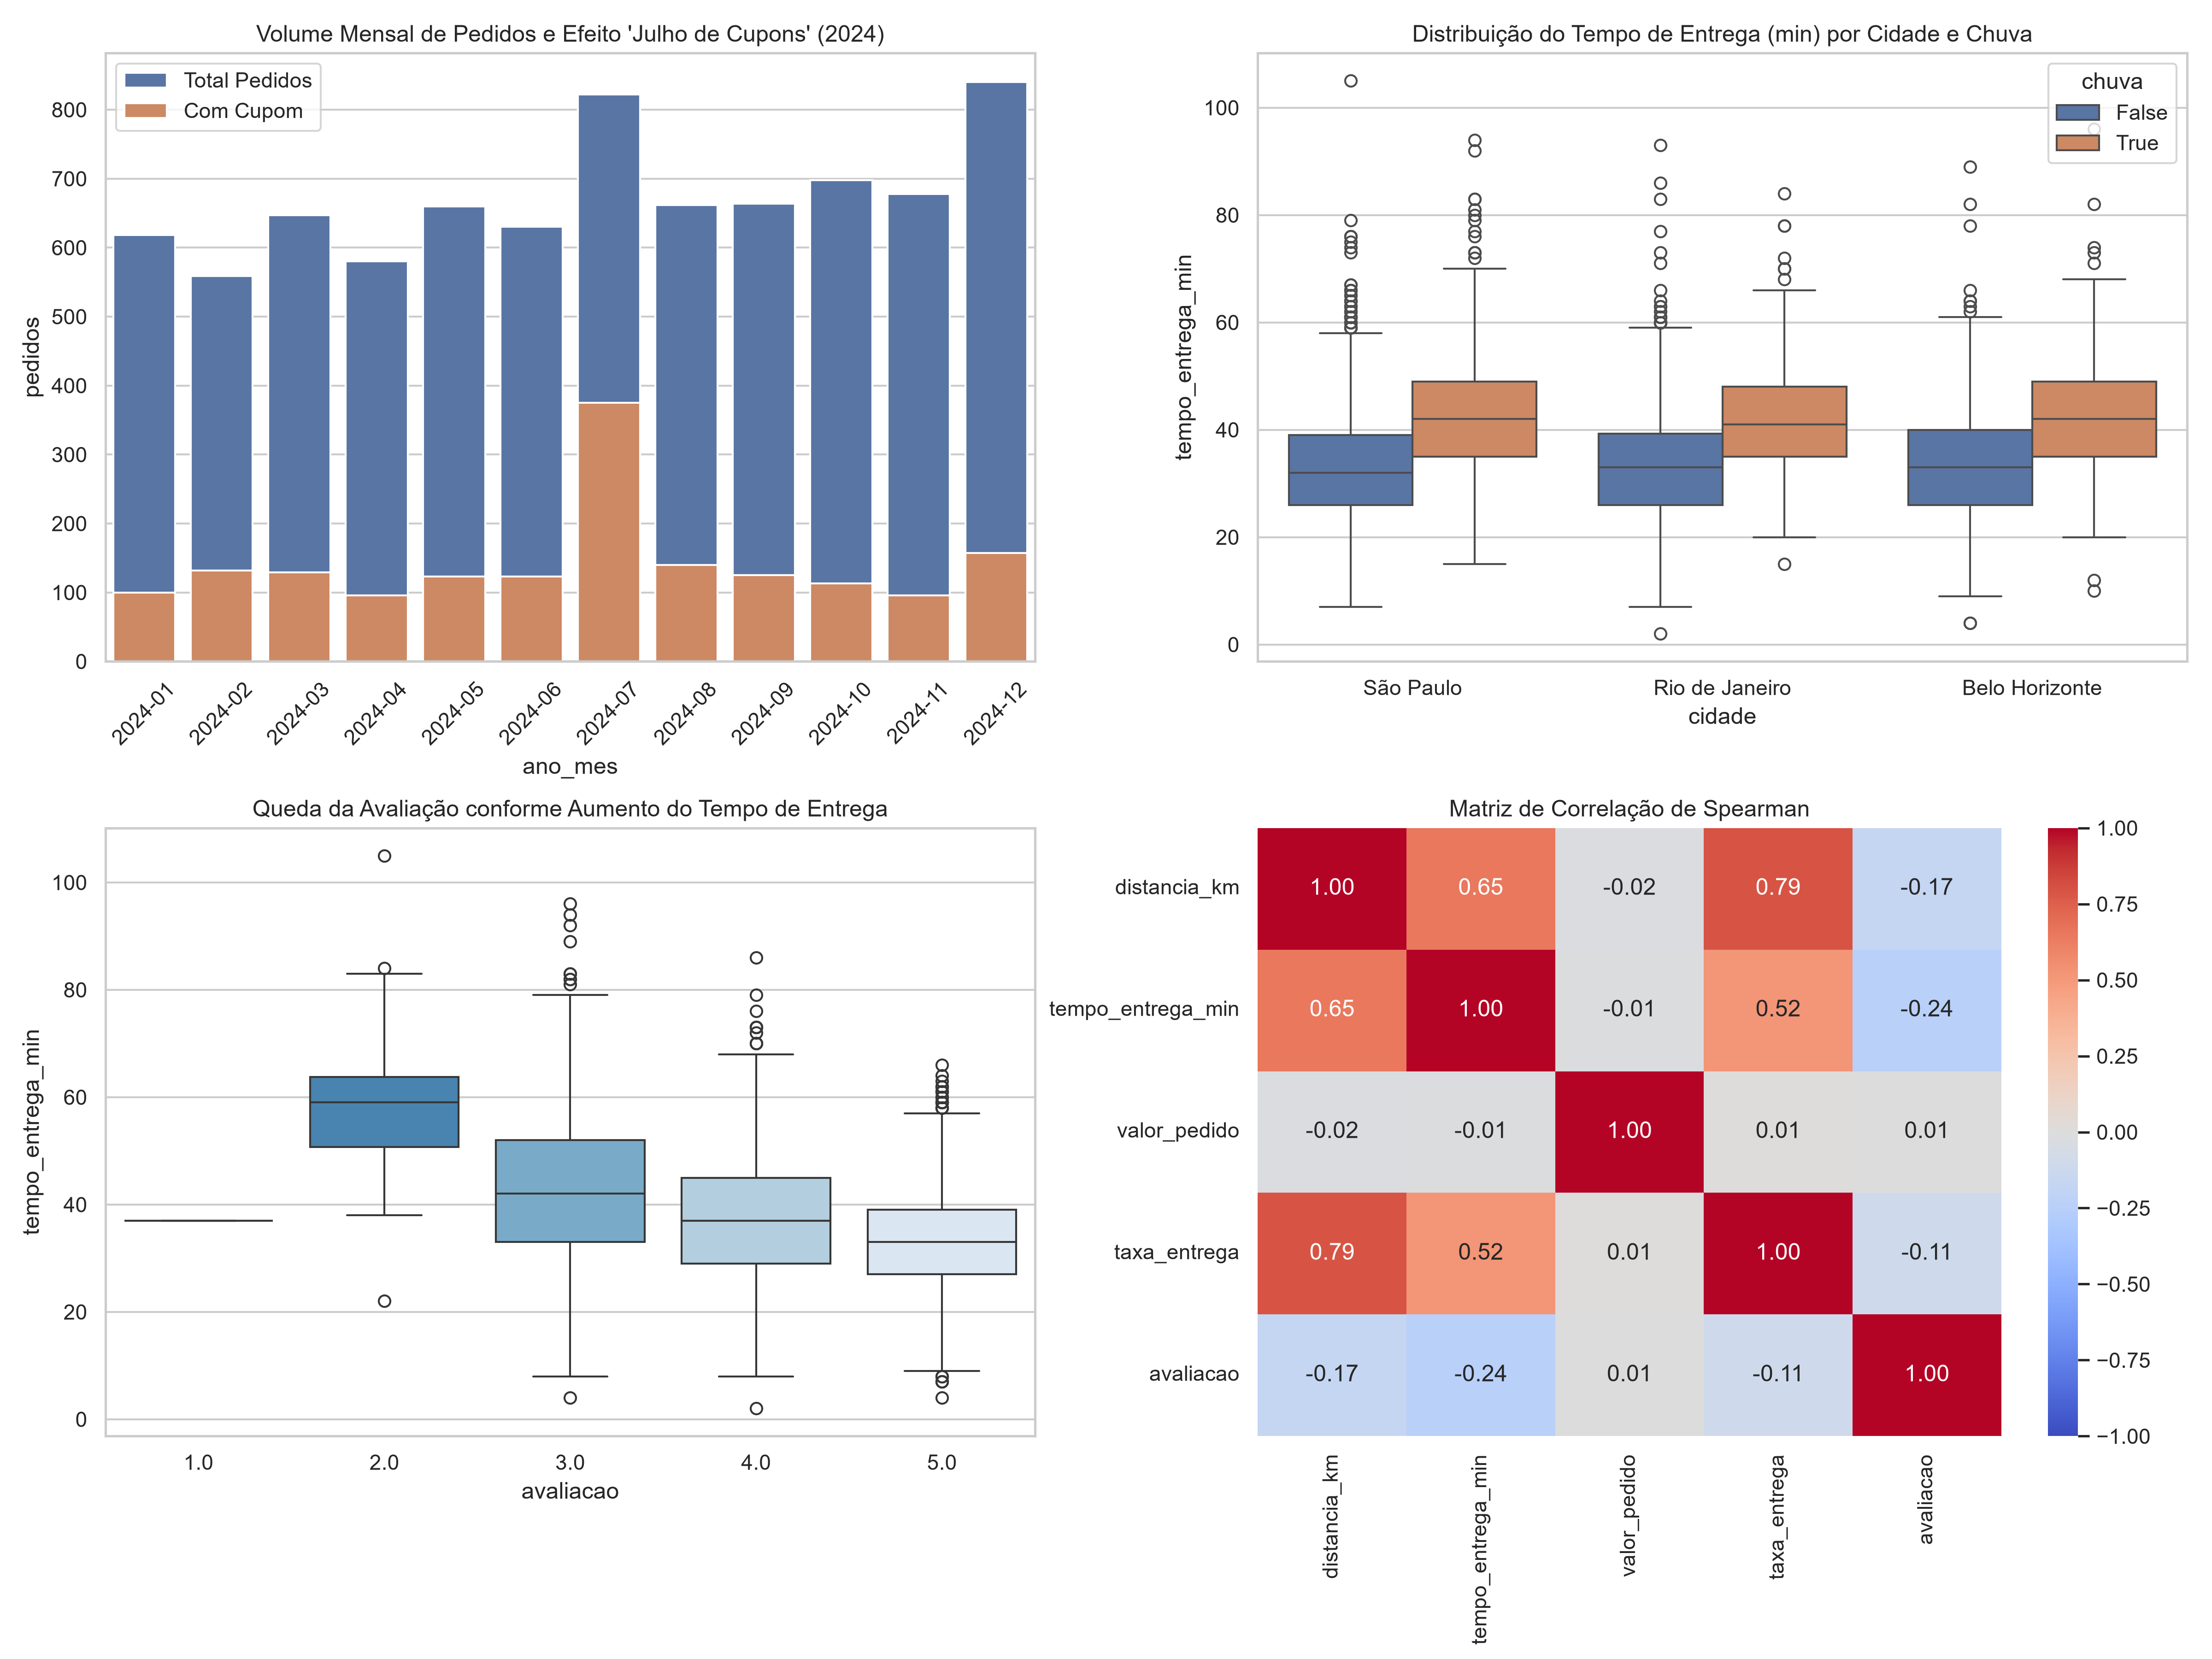 Volume Mensal de Pedidos e Efeito 'Julho de Cupons' (2024)
Total Pedidos
Com Cupom
pedidos
800
700
600
500
400
300
200
100
0
2024-01
2024-02
2024-03
2024-04
2024-05
2024-06
2024-07
2024-08
2024-09
2024-10
2024-11
2024-12
ano_mes
Distribuição do Tempo de Entrega (min) por Cidade e Chuva
chuva
False
True
tempo_entrega_min
100
80
60
40
20
0
São Paulo
Rio de Janeiro
Belo Horizonte
cidade
Queda da Avaliação conforme Aumento do Tempo de Entrega
tempo_entrega_min
100
80
60
40
20
0
1.0
2.0
3.0
4.0
5.0
avaliacao
Matriz de Correlação de Spearman
distancia_km 1.00 0.65 -0.02 0.79 -0.17
tempo_entrega_min 0.65 1.00 -0.01 0.52 -0.24
valor_pedido -0.02 -0.01 1.00 0.01 0.01
taxa_entrega 0.79 0.52 0.01 1.00 -0.11
avaliacao -0.17 -0.24 0.01 -0.11 1.00
distancia_km
tempo_entrega_min
valor_pedido
taxa_entrega
avaliacao
1.00
0.75
0.50
0.25
0.00
−0.25
−0.50
−0.75
−1.00